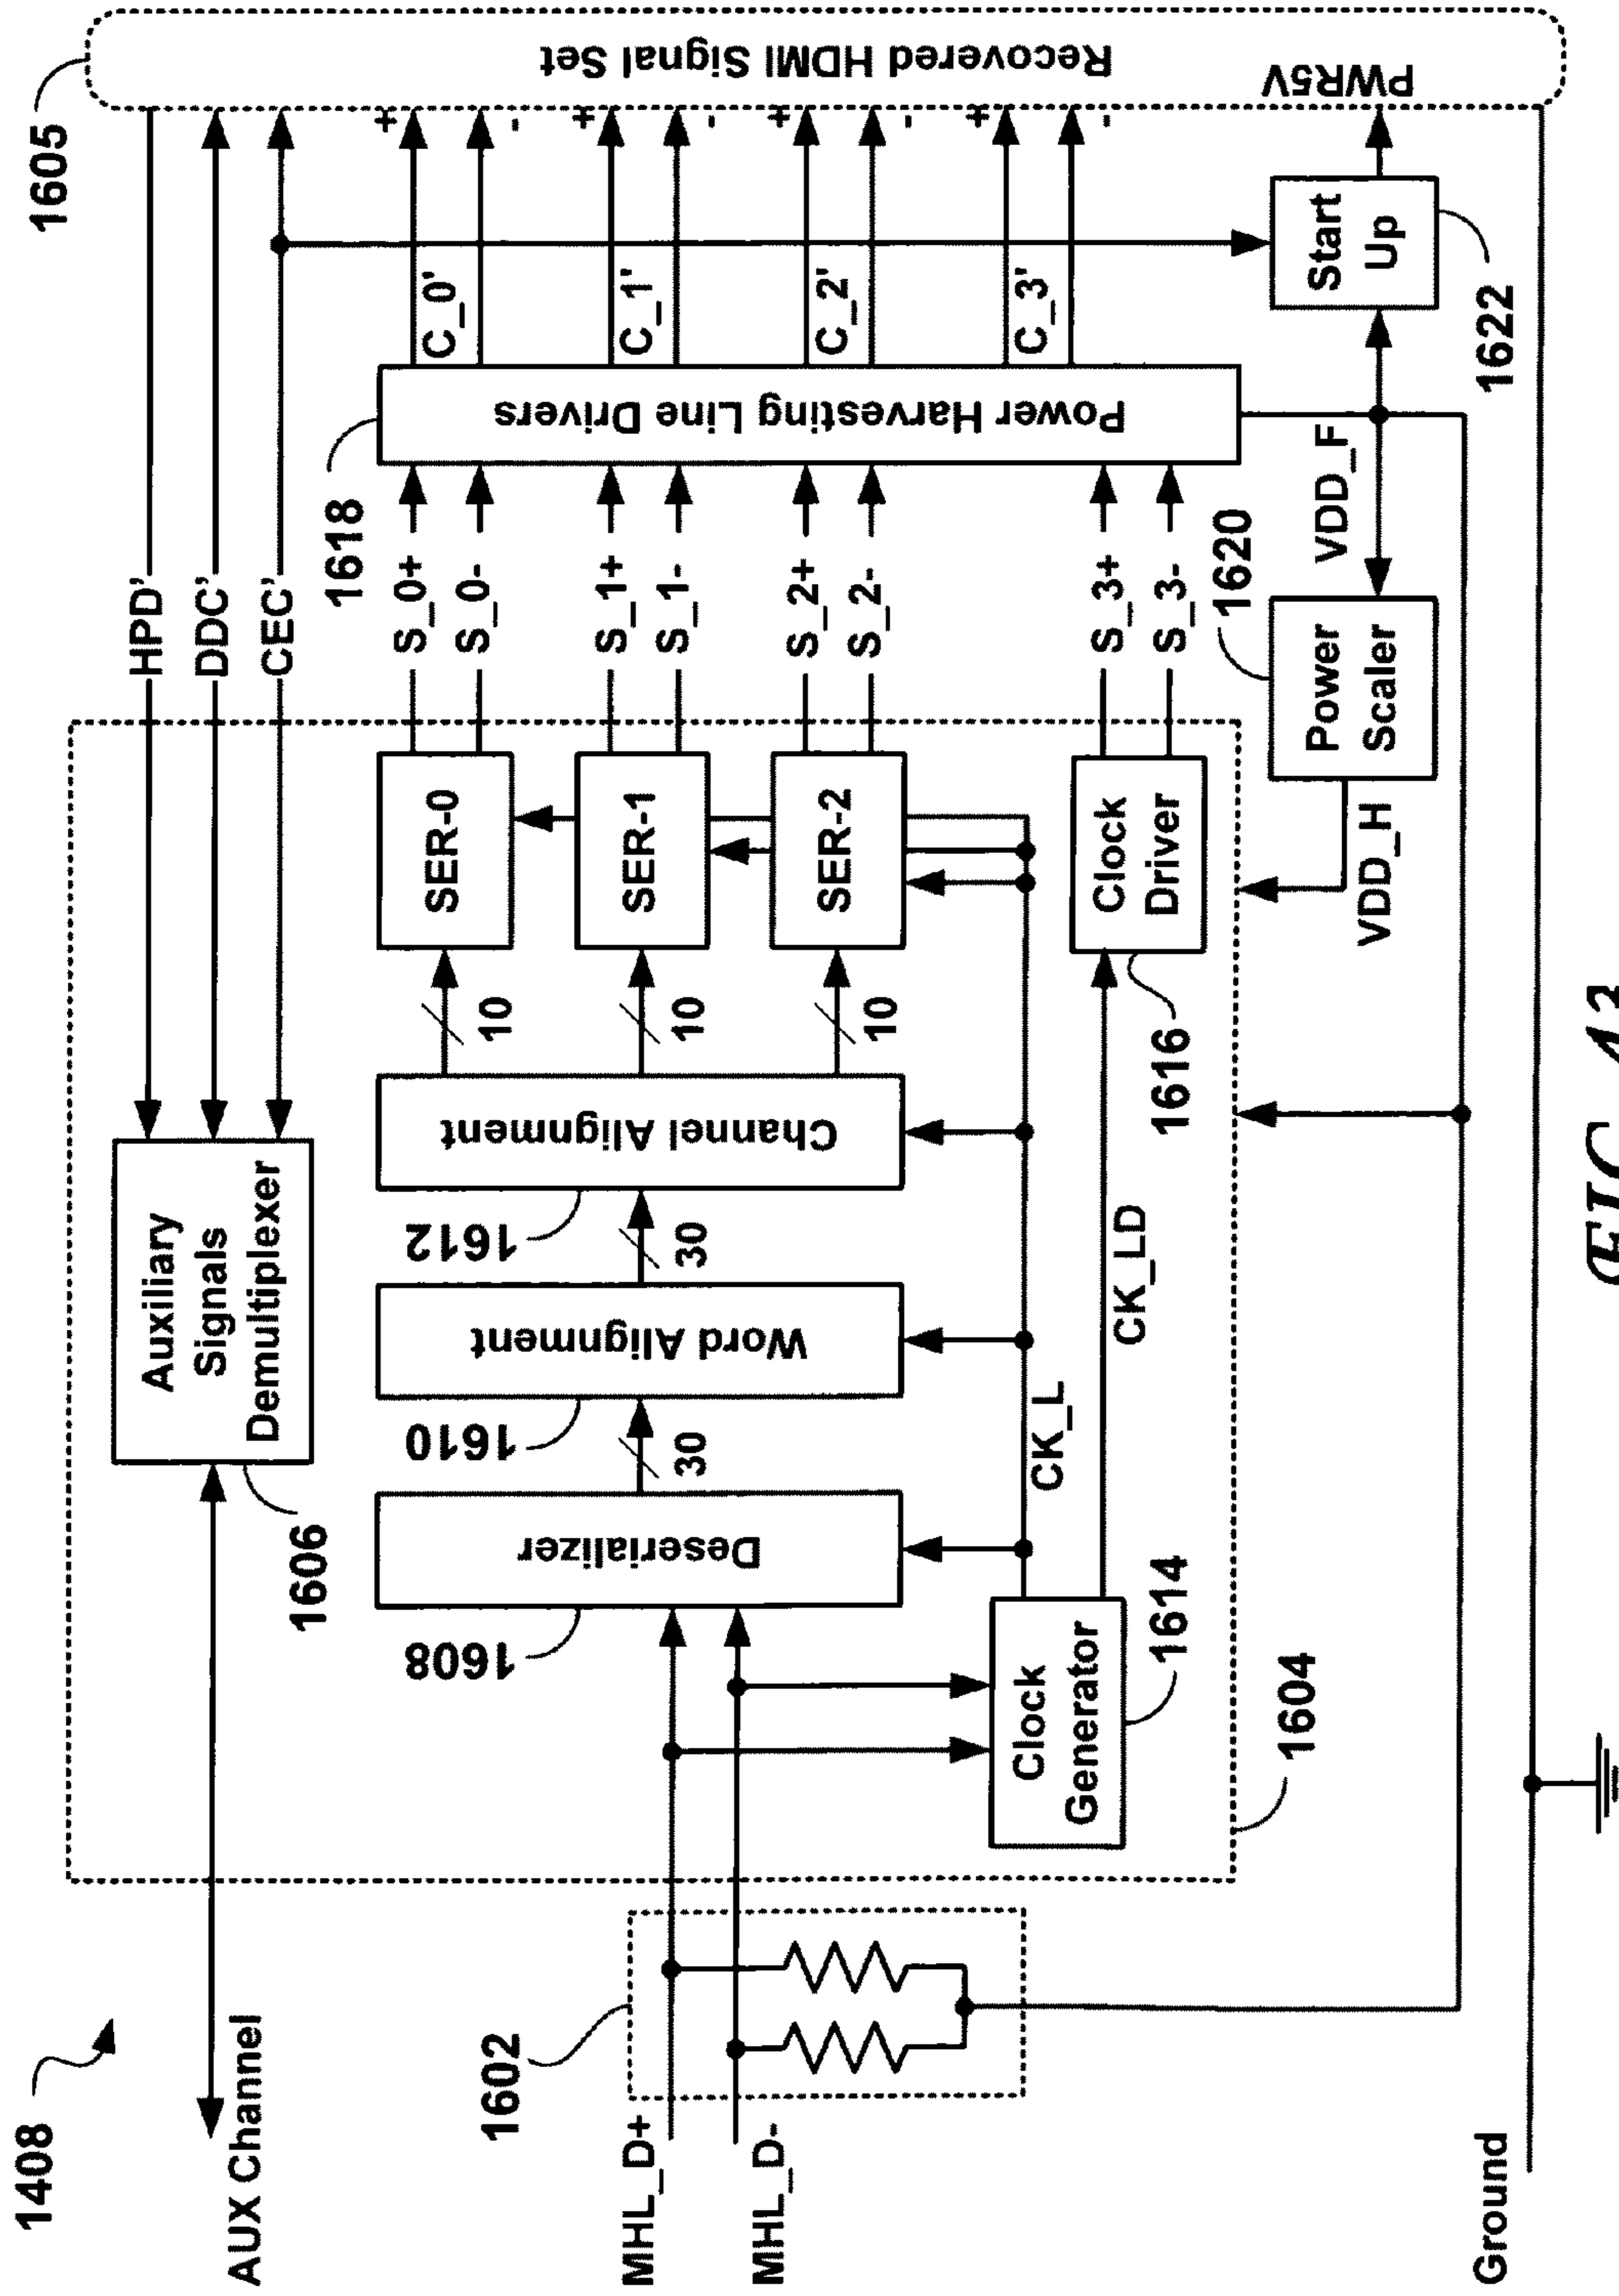 1408
AUX Channel
MHL_D+
MHL_D-
Ground
1602
1604
1606
Auxiliary
Signals
Demultiplexer
HPD'
DDC'
CEC'
1605
Recovered HDMI Signal Set
PWR5V
1608
Deserializer
30
1610
Word Alignment
30
1612
Channel Alignment
10
10
10
SER-0
SER-1
SER-2
S_0+
S_0-
S_1+
S_1-
S_2+
S_2-
S_3+
S_3-
1618
Power Harvesting Line Drivers
C_0'
C_1'
C_2'
C_3'
+
-
+
-
+
-
+
-
Clock
Generator
1614
CK_L
CK_LD
Clock
Driver
1616
VDD_H
Power
Scaler
1620
VDD_F
Start
Up
1622